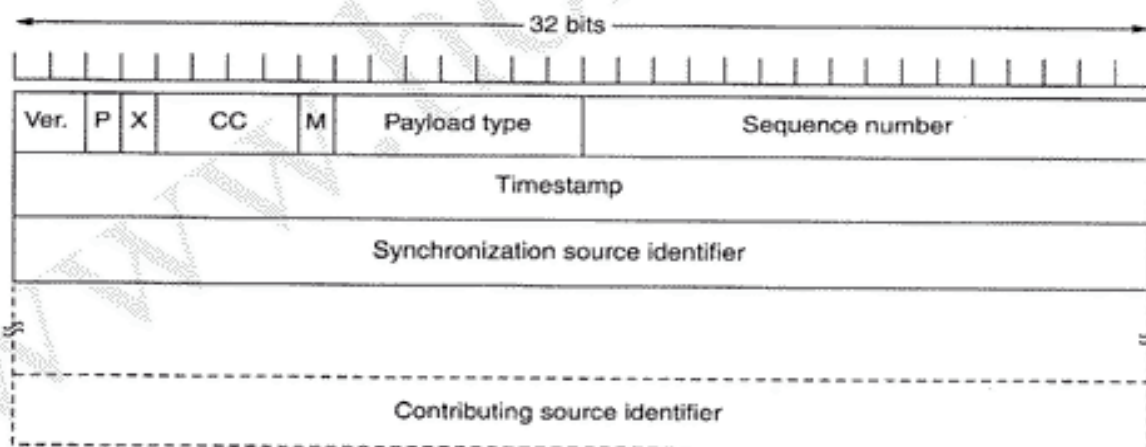 32 bits
Ver. P X CC M Payload type Sequence number
Timestamp
Synchronization source identifier
Contributing source identifier